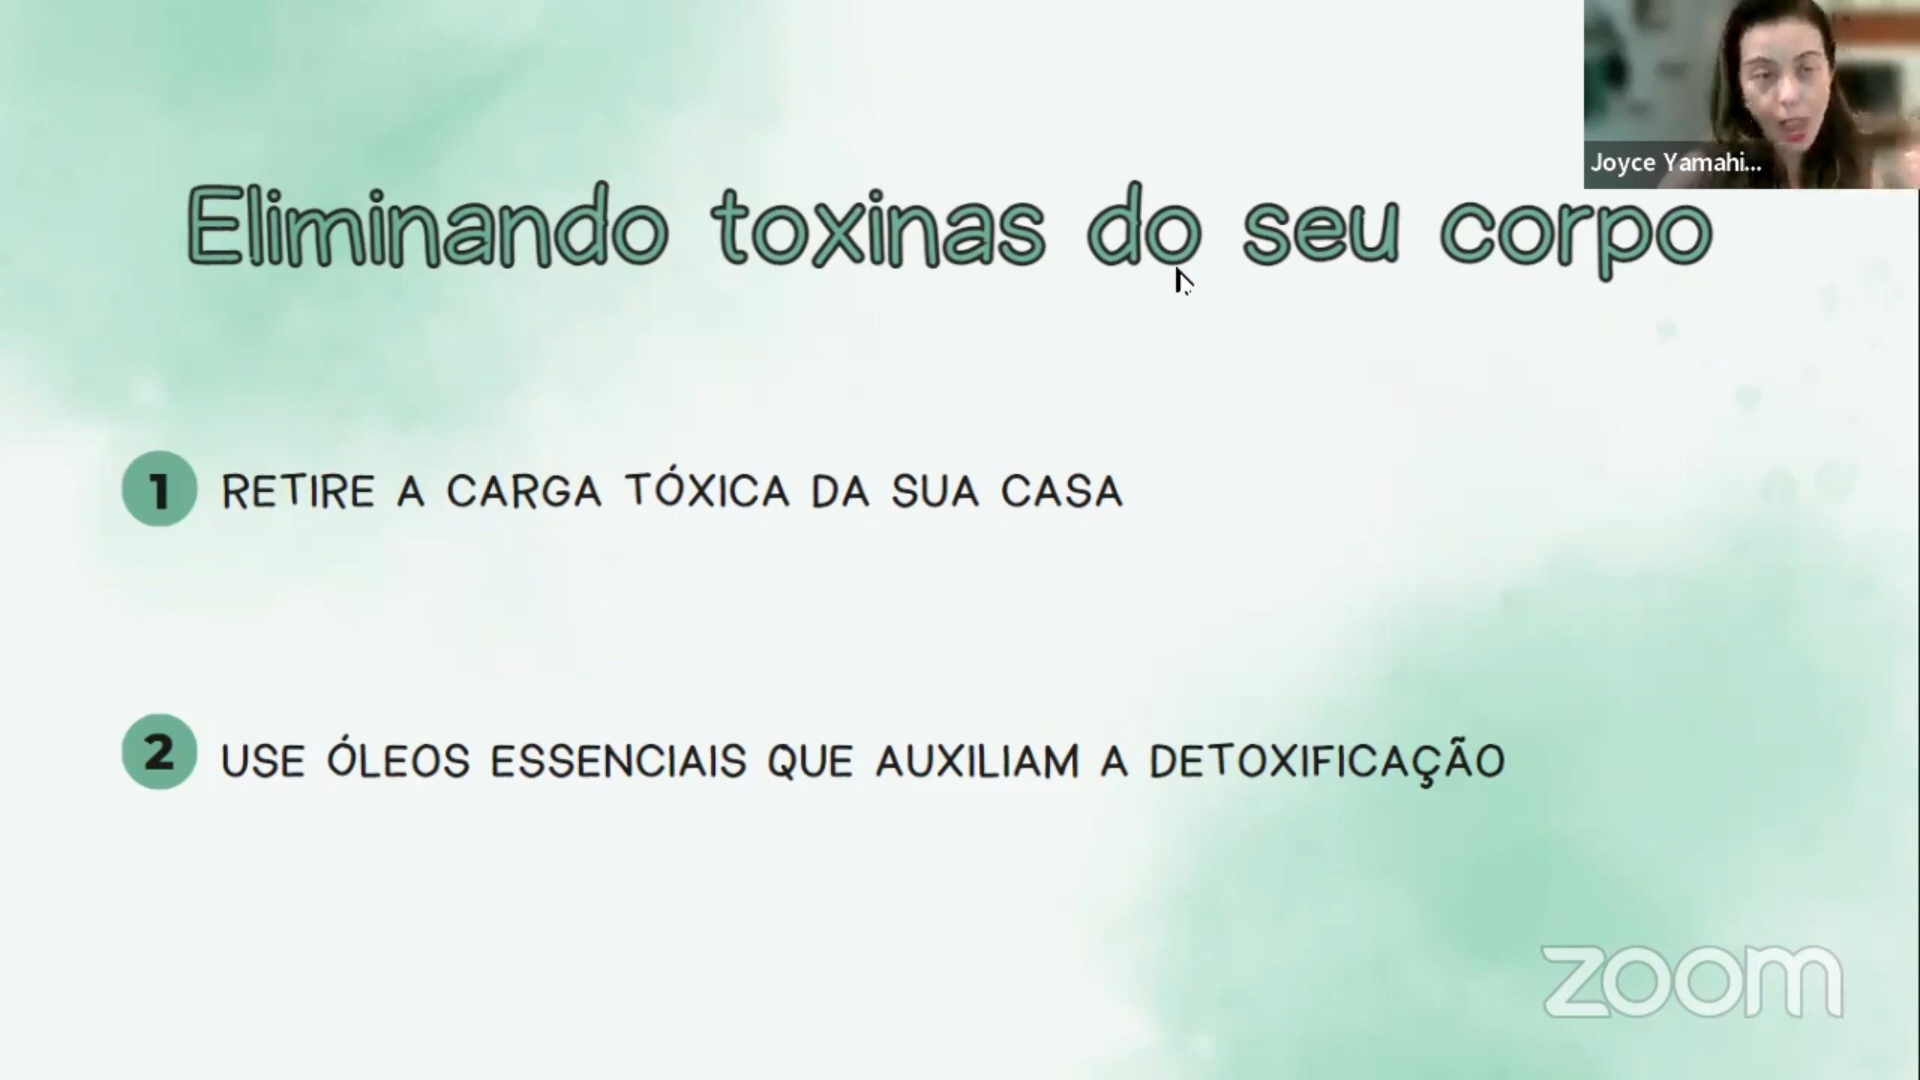 Joyce Yamahi...
Eliminando toxinas do seu corpo
1 RETIRE A CARGA TÓXICA DA SUA CASA
2 USE ÓLEOS ESSENCIAIS QUE AUXILIAM A DETOXIFICAÇÃO
zoom